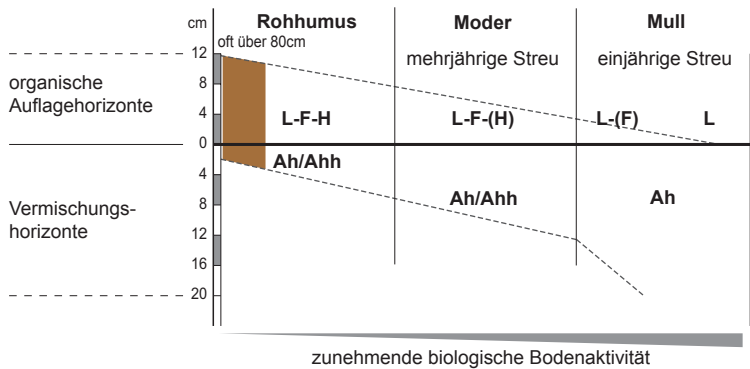 cm
Rohhumus
Moder
Mull
oft über 80cm
mehrjährige Streu
einjährige Streu
12
8
4
0
4
8
12
16
20
organische
Auflagehorizonte
L-F-H
L-F-(H)
L-(F)
L
Vermischungs-
horizonte
Ah/Ahh
Ah/Ahh
Ah
zunehmende biologische Bodenaktivität